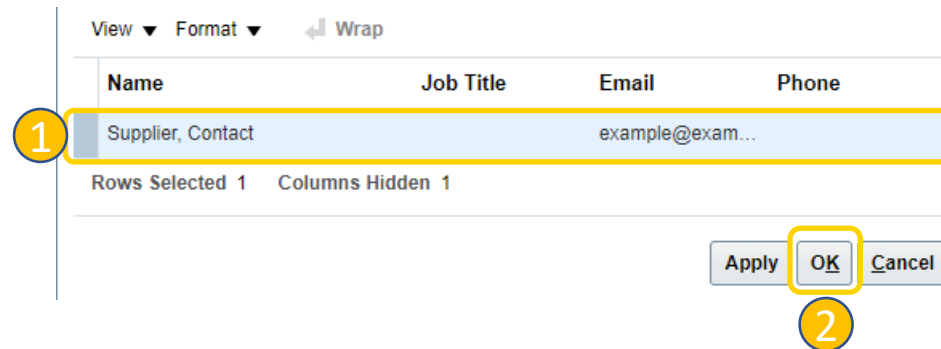 View Format Wrap
Name Job Title Email Phone
1 Supplier, Contact example@exam...
Rows Selected 1 Columns Hidden 1
Apply OK Cancel
2